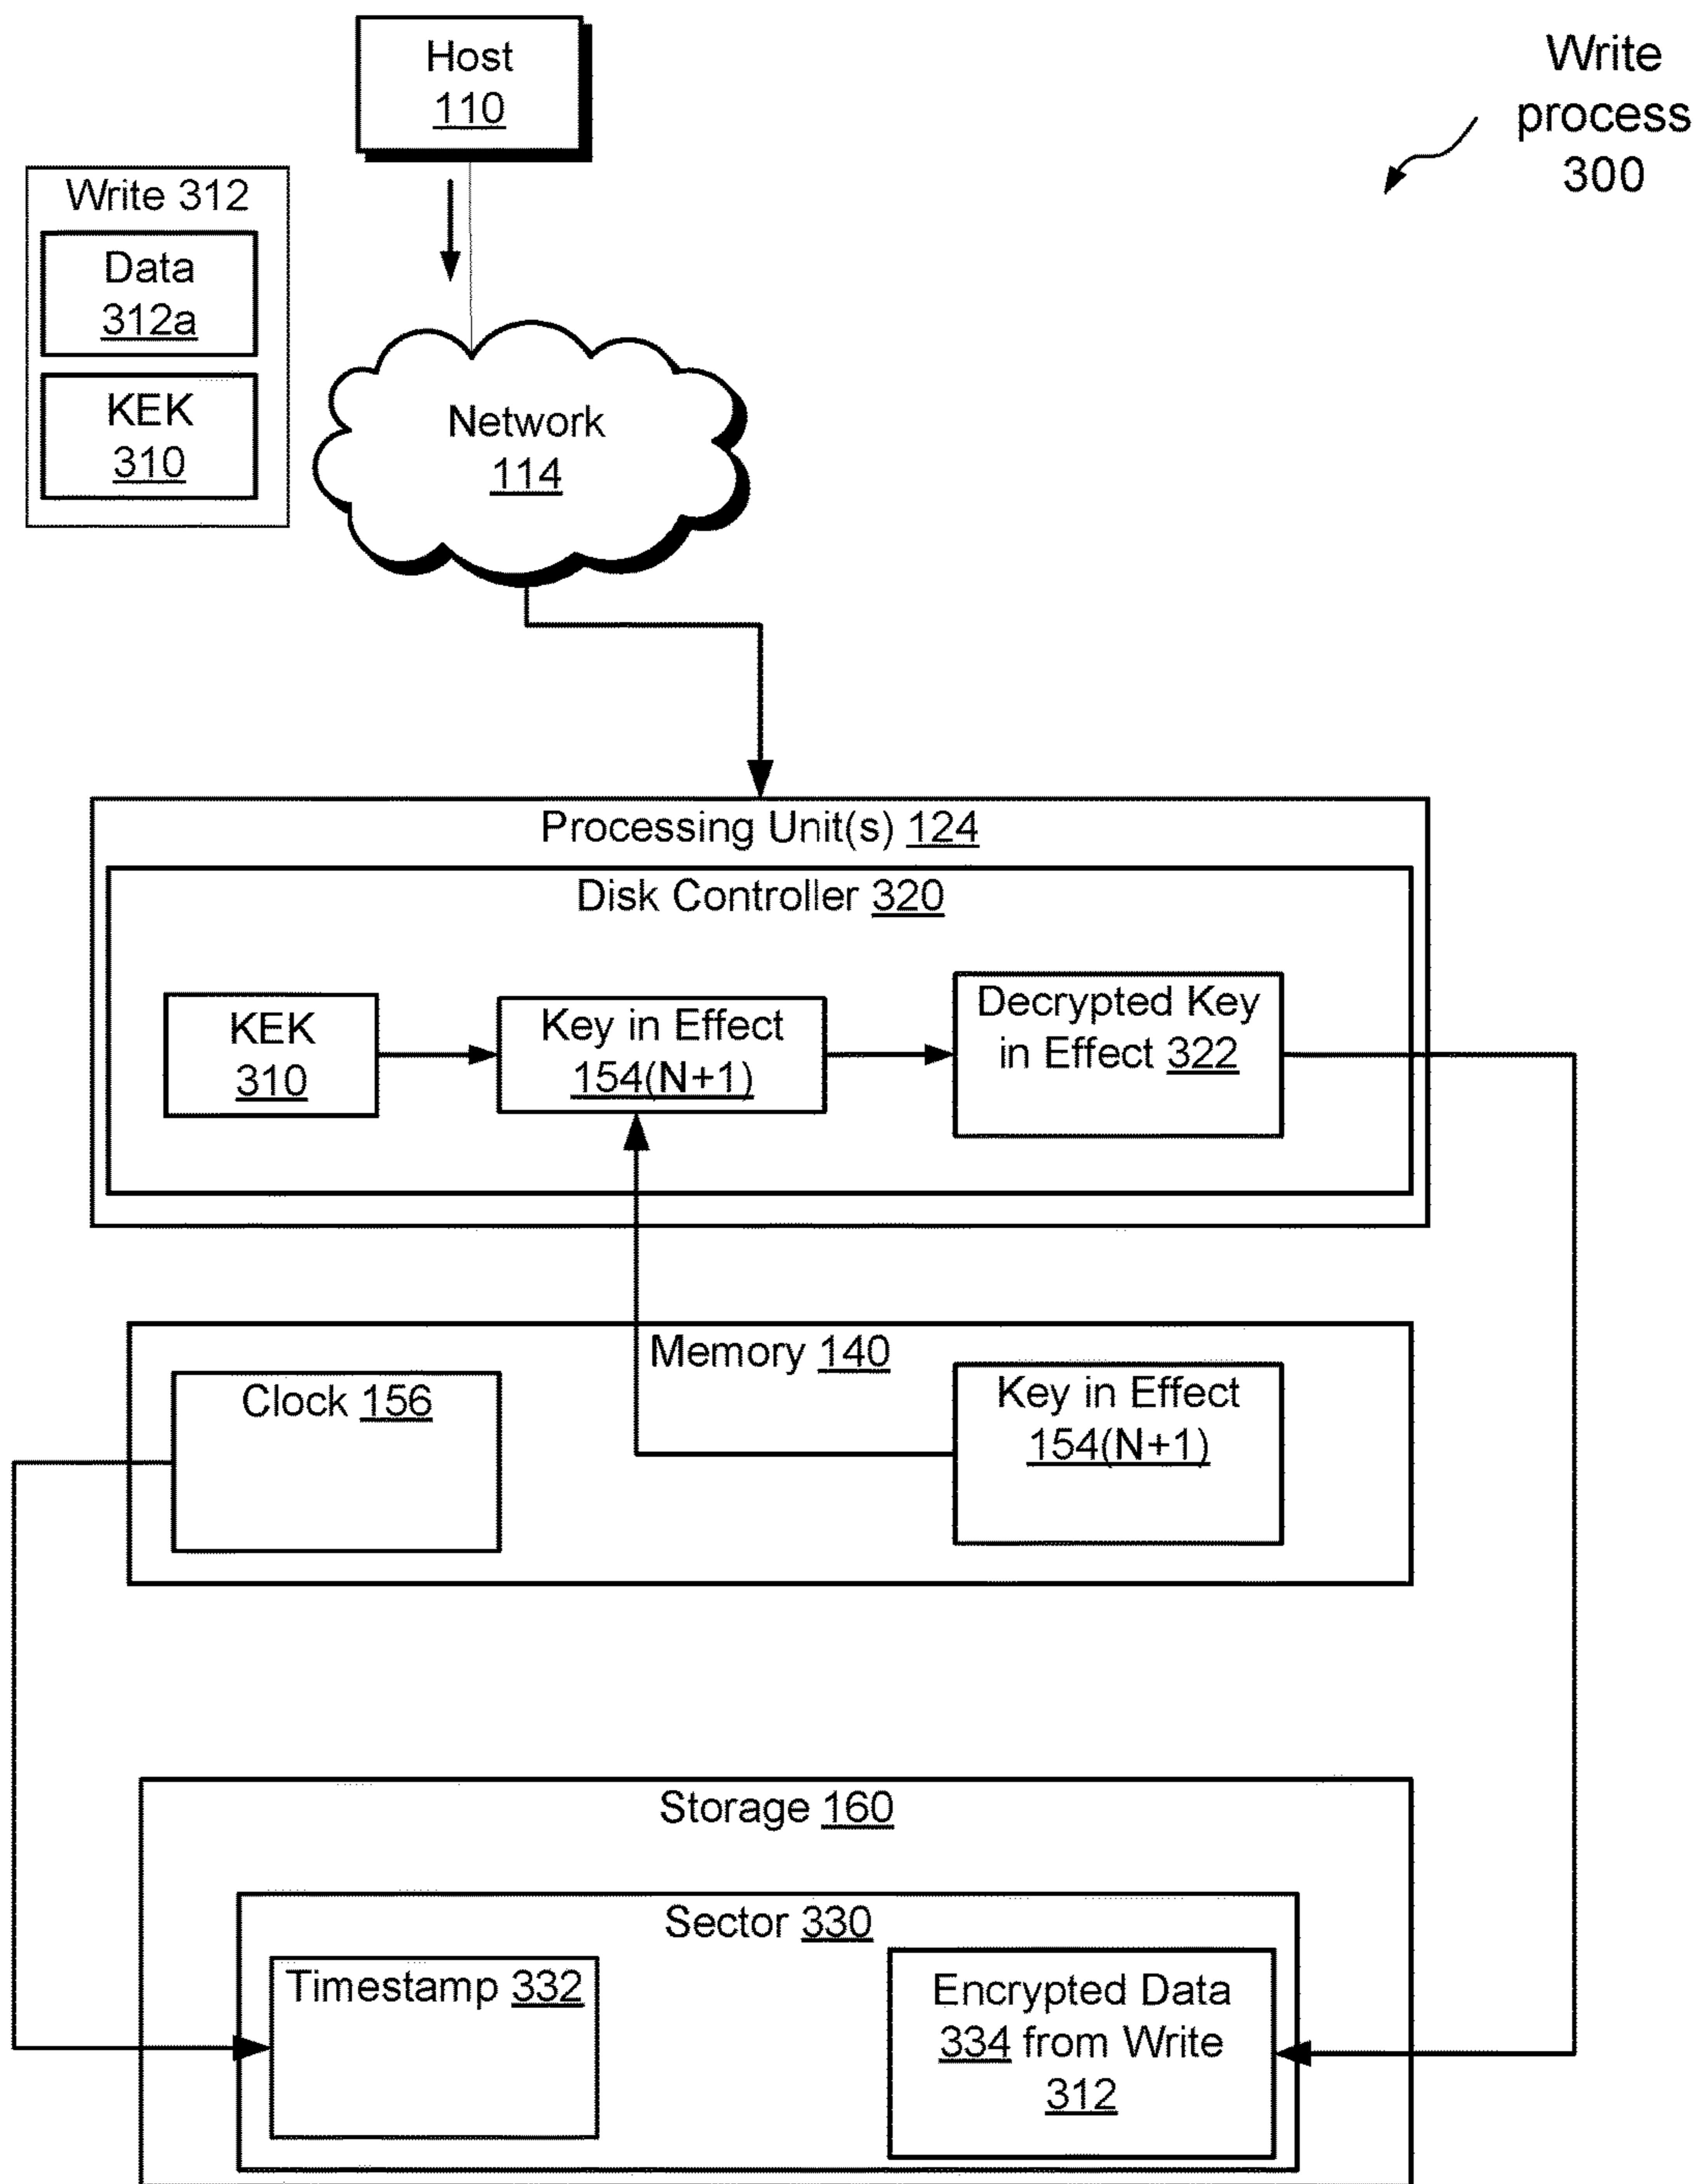 Host
110
Write
process
300
Write 312
Data
312a
KEK
310
Network
114
Processing Unit(s) 124
Disk Controller 320
KEK
310
Key in Effect
154(N+1)
Decrypted Key
in Effect 322
Memory 140
Clock 156
Key in Effect
154(N+1)
Storage 160
Sector 330
Timestamp 332
Encrypted Data
334 from Write
312